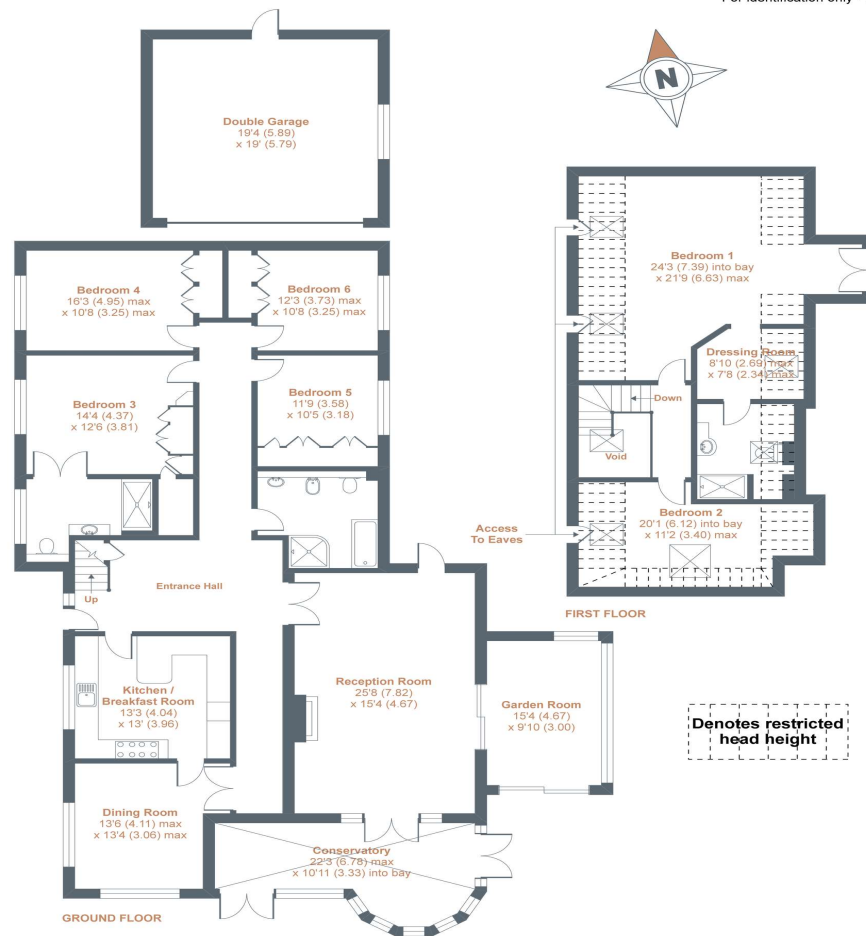 For identification only
Double Garage
19'4 (5.89)
x 19' (5.79)
N
Bedroom 4
16'3 (4.95) max
x 10'8 (3.25) max
Bedroom 6
12'3 (3.73) max
x 10'8 (3.25) max
Bedroom 3
14'4 (4.37)
x 12'6 (3.81)
Bedroom 5
11'9 (3.58)
x 10'5 (3.18)
Up
Entrance Hall
Kitchen /
Breakfast Room
13'3 (4.04)
x 13' (3.96)
Reception Room
25'8 (7.82)
x 15'4 (4.67)
Garden Room
15'4 (4.67)
x 9'10 (3.00)
Dining Room
13'6 (4.11) max
x 13'4 (3.06) max
Conservatory
22'3 (6.78) max
x 10'11 (3.33) into bay
GROUND FLOOR
Bedroom 1
24'3 (7.39) into bay
x 21'9 (6.63) max
Dressing Room
8'10 (2.69) max
x 7'8 (2.34) max
Down
Void
Bedroom 2
20'1 (6.12) into bay
x 11'2 (3.40) max
Access
To Eaves
FIRST FLOOR
Denotes restricted
head height